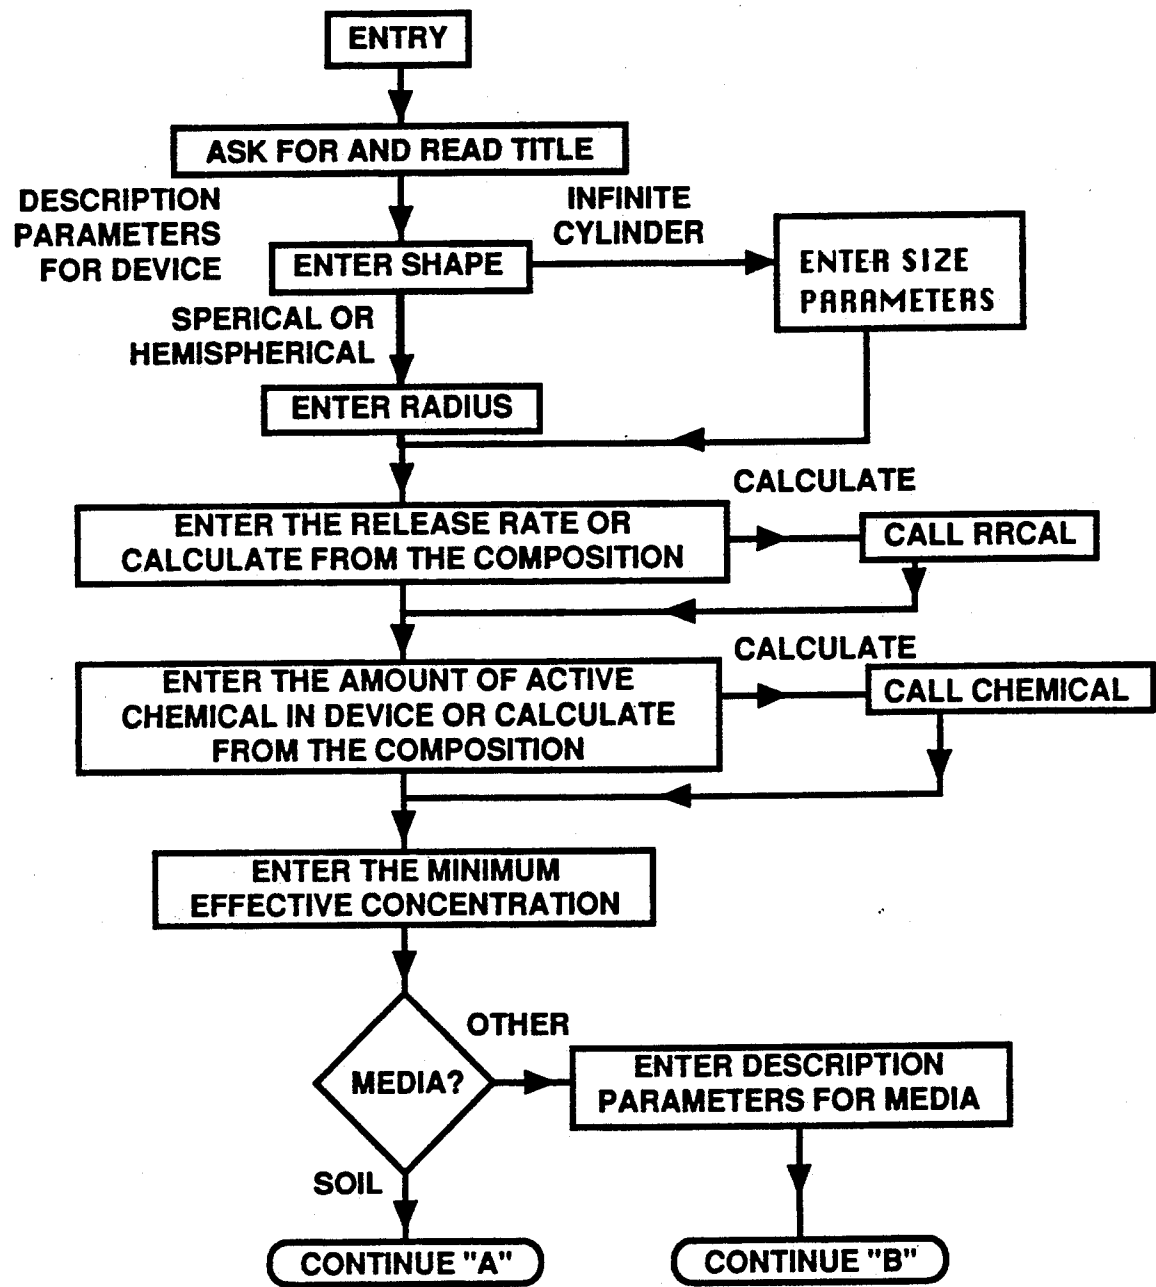 ENTRY
ASK FOR AND READ TITLE
DESCRIPTION
PARAMETERS
FOR DEVICE
INFINITE
CYLINDER
ENTER SHAPE
ENTER SIZE
PARAMETERS
SPERICAL OR
HEMISPHERICAL
ENTER RADIUS
CALCULATE
ENTER THE RELEASE RATE OR
CALCULATE FROM THE COMPOSITION
CALL RRCAL
CALCULATE
ENTER THE AMOUNT OF ACTIVE
CHEMICAL IN DEVICE OR CALCULATE
FROM THE COMPOSITION
CALL CHEMICAL
ENTER THE MINIMUM
EFFECTIVE CONCENTRATION
OTHER
MEDIA?
ENTER DESCRIPTION
PARAMETERS FOR MEDIA
SOIL
CONTINUE "A"
CONTINUE "B"